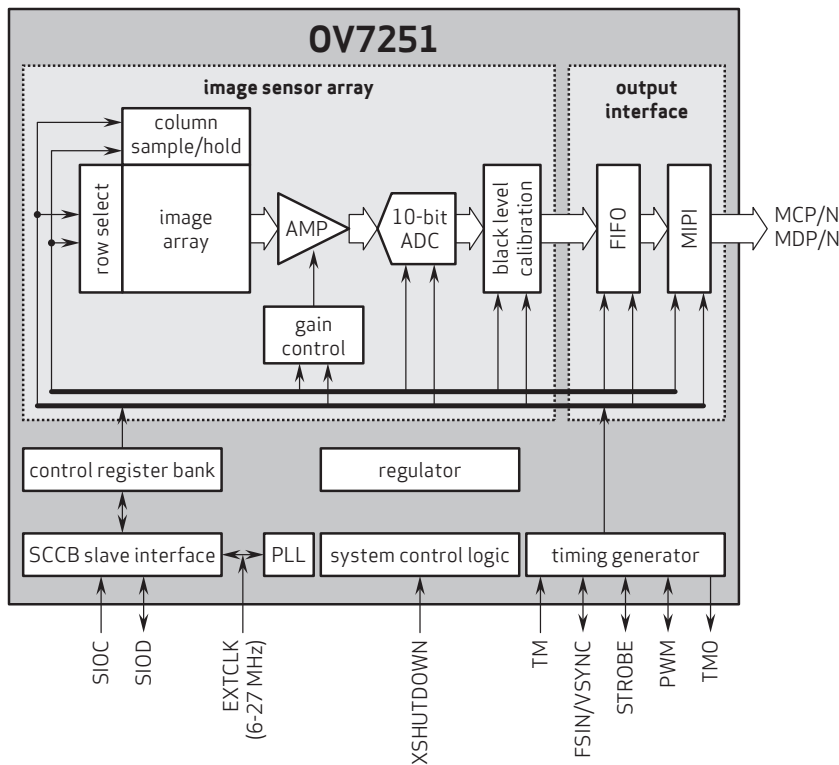 OV7251
image sensor array
output
interface
column
sample/hold
row select
image
array
AMP
10-bit
ADC
black level
calibration
FIFO
MIPI
MCP/N
MDP/N
gain
control
control register bank
regulator
SCCB slave interface
PLL
system control logic
timing generator
SIOC
SIOD
EXTCLK
(6-27 MHz)
XSHUTDOWN
TM
FSIN/VSYNC
STROBE
PWM
TMO